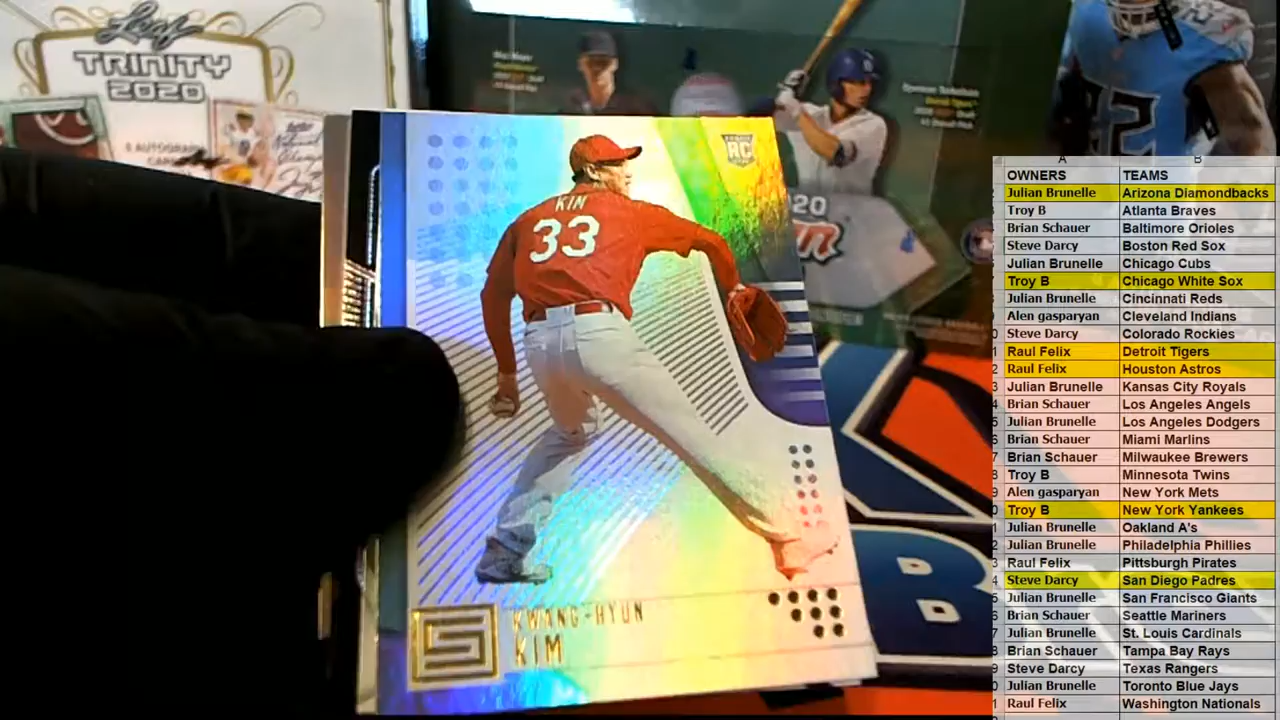 Leaf
TRINITY
2020
5 AUTOGRAPH
20
RC
KIM
33
KWANG-HYUN
KIM
A B
OWNERS TEAMS
Julian Brunelle Arizona Diamondbacks
Troy B Atlanta Braves
Brian Schauer Baltimore Orioles
Steve Darcy Boston Red Sox
Julian Brunelle Chicago Cubs
Troy B Chicago White Sox
Julian Brunelle Cincinnati Reds
Alen gasparyan Cleveland Indians
Steve Darcy Colorado Rockies
Raul Felix Detroit Tigers
Raul Felix Houston Astros
Julian Brunelle Kansas City Royals
Brian Schauer Los Angeles Angels
Julian Brunelle Los Angeles Dodgers
Brian Schauer Miami Marlins
Brian Schauer Milwaukee Brewers
Troy B Minnesota Twins
Alen gasparyan New York Mets
Troy B New York Yankees
Julian Brunelle Oakland A's
Julian Brunelle Philadelphia Phillies
Raul Felix Pittsburgh Pirates
Steve Darcy San Diego Padres
Julian Brunelle San Francisco Giants
Brian Schauer Seattle Mariners
Julian Brunelle St. Louis Cardinals
Brian Schauer Tampa Bay Rays
Steve Darcy Texas Rangers
Julian Brunelle Toronto Blue Jays
Raul Felix Washington Nationals